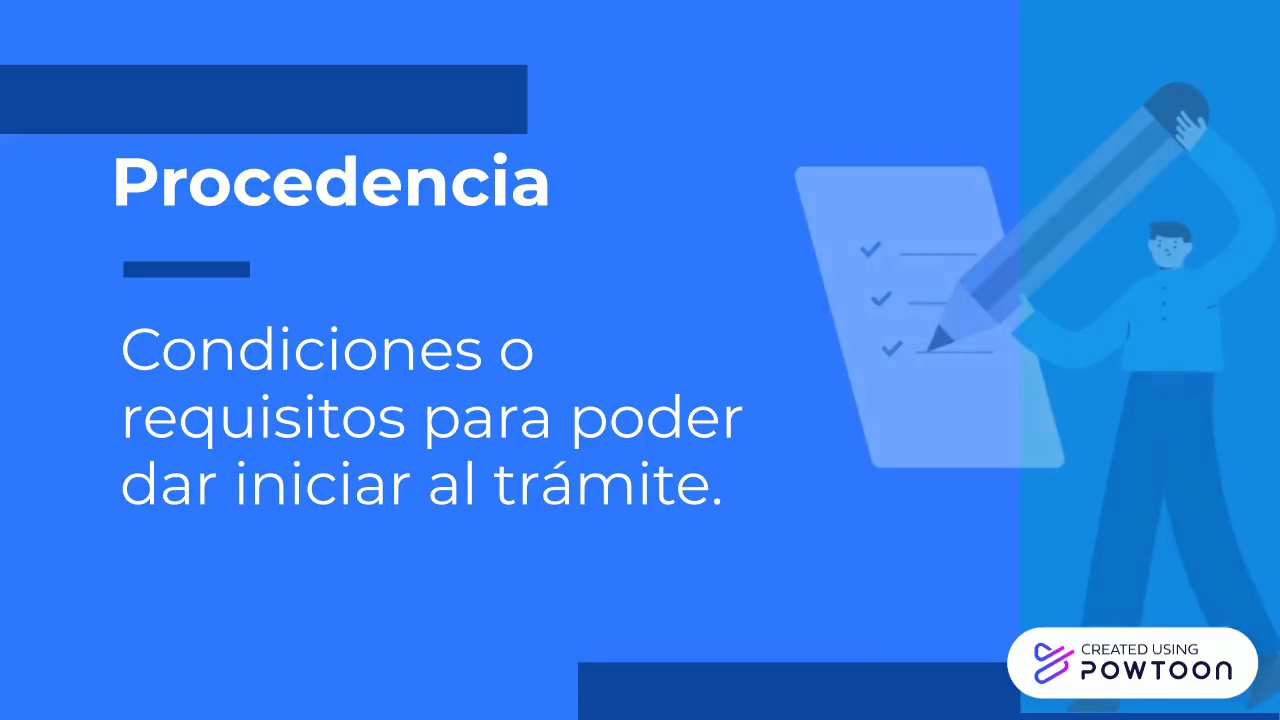 Procedencia
Condiciones o
requisitos para poder
dar iniciar al trámite.
CREATED USING
POWTOON